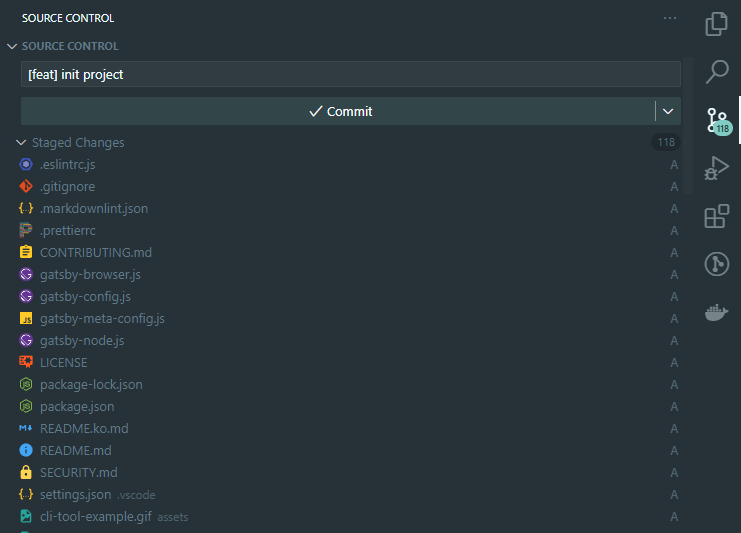 SOURCE CONTROL
SOURCE CONTROL
[feat] init project
Commit
Staged Changes 118
.eslintrc.js A
.gitignore A
.markdownlint.json A
.prettierrc A
CONTRIBUTING.md A
gatsby-browser.js A
gatsby-config.js A
JS gatsby-meta-config.js A
gatsby-node.js A
LICENSE A
package-lock.json A
package.json A
README.ko.md A
README.md A
SECURITY.md A
settings.json .vscode A
cli-tool-example.gif assets A
118